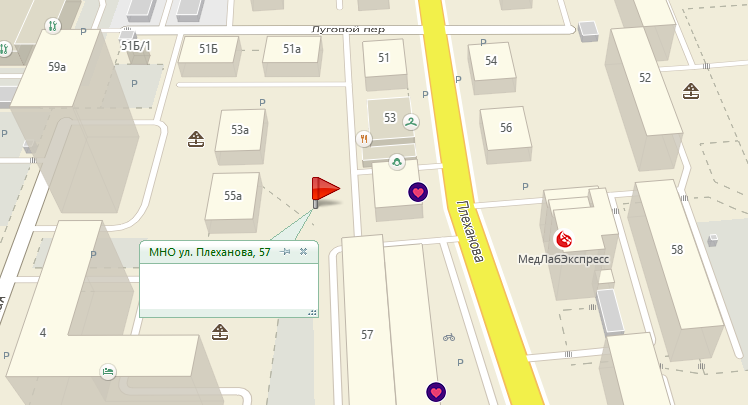 Луговой пер
51Б/1
51Б
51а
51
54
59а
52
P
P
P
P
P
P
53
53а
56
55а
P
P
Плеханова
МНО ул. Плеханова, 57
МедЛабЭкспресс
58
4
57
P
P
P